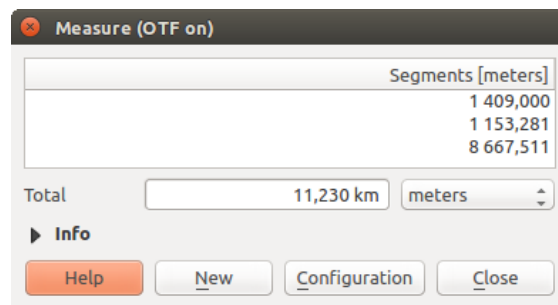 Measure (OTF on)
Segments [meters]
1 409,000
1 153,281
8 667,511
Total 11,230 km meters
Info
Help New Configuration Close